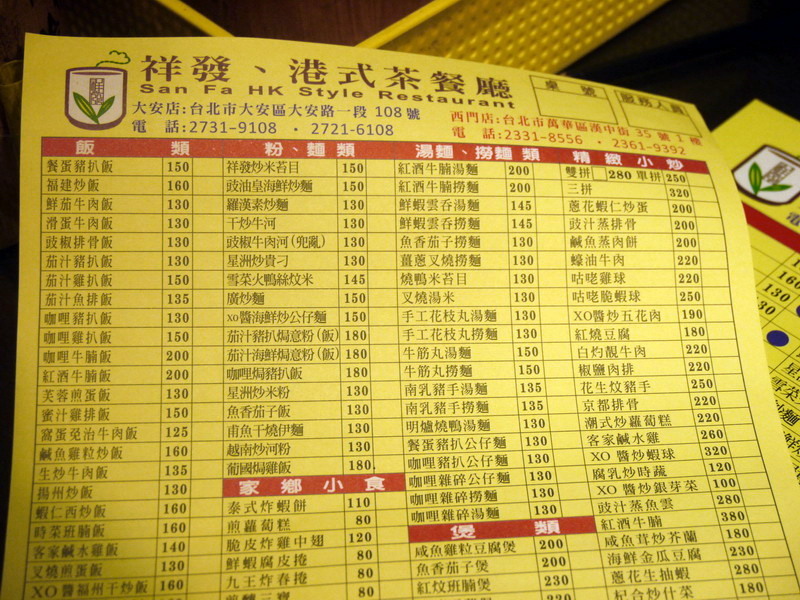 祥發、港式茶餐廳
San Fa HK Style Restaurant
大安店:台北市大安區大安路一段 108 號
電 話:2731-9108 · 2721-6108
西門店:台北市萬華區漢中街 35 號 1 樓
電 話:2331-8556 · 2361-9392
桌 號
服務人員
飯 類
餐蛋豬扒飯 150
福建炒飯 160
鮮茄牛肉飯 130
滑蛋牛肉飯 130
豉椒排骨飯 130
茄汁豬扒飯 130
茄汁雞扒飯 150
茄汁魚排飯 135
咖哩豬扒飯 130
咖哩雞扒飯 150
咖哩牛腩飯 200
紅酒牛腩飯 200
芙蓉煎蛋飯 130
蜜汁雞排飯 150
窩蛋免治牛肉飯 125
鹹魚雞粒炒飯 160
生炒牛肉飯 135
揚州炒飯 130
蝦仁西炒飯 160
時菜班腩飯 160
客家鹹水雞飯 140
叉燒煎蛋飯 130
XO醬福州干炒飯 160
粉、麵 類
祥發炒米苔目 150
豉油皇海鮮炒麵 150
羅漢素炒麵 130
干炒牛河 130
豉椒牛肉河(兜亂) 130
星洲炒貴刁 130
雪菜火鴨絲炆米 145
廣炒麵 150
xo醬海鮮炒公仔麵 150
茄汁豬扒焗意粉(飯) 180
茄汁海鮮焗意粉(飯) 180
咖哩焗豬扒飯 180
星洲炒米粉 130
魚香茄子飯 130
甫魚干燒伊麵 130
越南炒河粉 130
葡國焗雞飯 180
家 鄉 小 食
泰式炸蝦餅 110
煎蘿蔔糕 80
脆皮炸雞中翅 120
鮮蝦腐皮捲 80
九王炸春捲 80
湯麵、撈麵 類
紅酒牛腩湯麵 200
紅酒牛腩撈麵 200
鮮蝦雲吞湯麵 145
鮮蝦雲吞撈麵 145
魚香茄子撈麵 130
薑蔥叉燒撈麵 130
燒鴨米苔目 130
叉燒湯米 130
手工花枝丸湯麵 130
手工花枝丸撈麵 130
牛筋丸湯麵 150
牛筋丸撈麵 150
南乳豬手湯麵 135
南乳豬手撈麵 135
明爐燒鴨湯麵 130
餐蛋豬扒公仔麵 130
咖哩豬扒公仔麵 130
咖哩雜碎公仔麵 130
咖哩雜碎撈麵 130
咖哩雜碎湯麵 130
煲 類
咸魚雞粒豆腐煲 200
魚香茄子煲 200
紅炆班腩煲 230
精 緻 小 炒
雙拼 280 單拼 250
三拼 320
蔥花蝦仁炒蛋 200
豉汁蒸排骨 200
鹹魚蒸肉餅 200
蠔油牛肉 220
咕咾雞球 220
咕咾脆蝦球 250
XO醬炒五花肉 190
紅燒豆腐 180
白灼靚牛肉 220
椒鹽肉排 220
花生炆豬手 250
京都排骨 220
潮式炒蘿蔔糕 220
客家鹹水雞 260
XO 醬炒蝦球 320
腐乳炒時蔬 120
XO 醬炒銀芽菜 100
豉汁蒸魚雲 280
紅酒牛腩 380
咸魚茸炒芥蘭 180
海鮮金瓜豆腐 230
蔥花生抽蝦 280